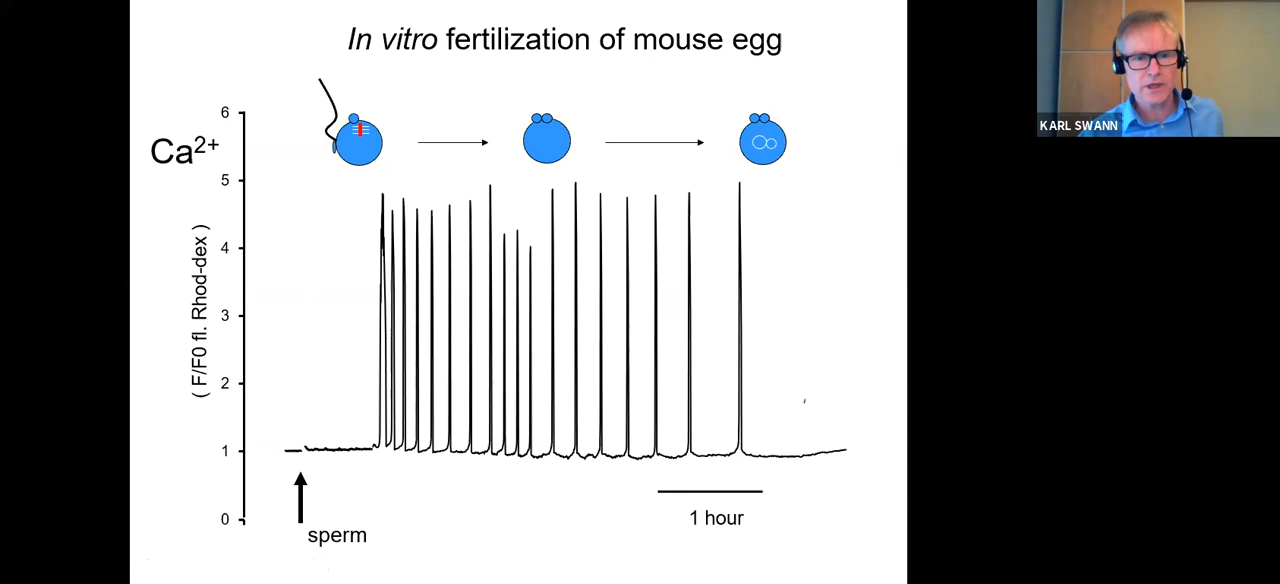 In vitro fertilization of mouse egg
KARL SWANN
Ca2+
( F/F0 fl. Rhod-dex )
6
5
4
3
2
1
0
1 hour
sperm